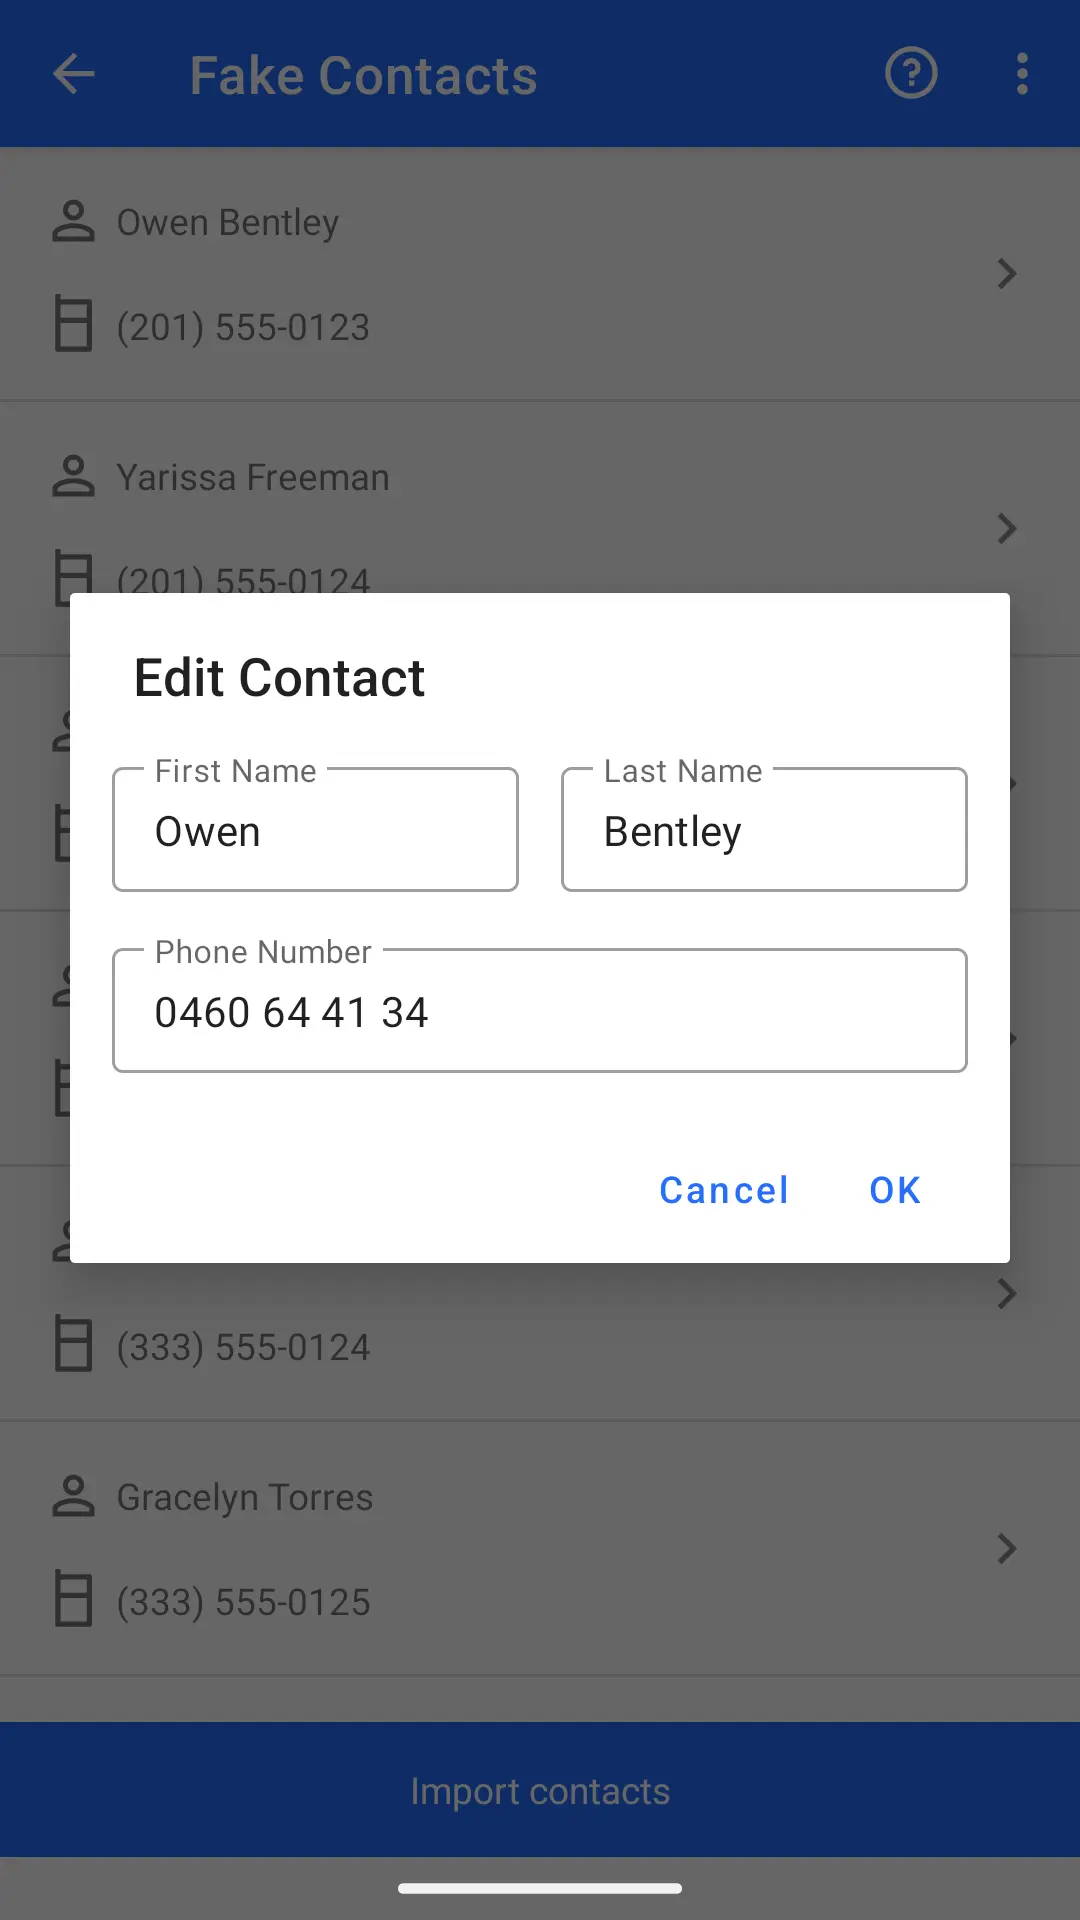 Fake Contacts
Owen Bentley
(201) 555-0123
Yarissa Freeman
(201) 555-0124
Edit Contact
First Name
Owen
Last Name
Bentley
Phone Number
0460 64 41 34
Cancel
OK
(333) 555-0124
Gracelyn Torres
(333) 555-0125
Import contacts